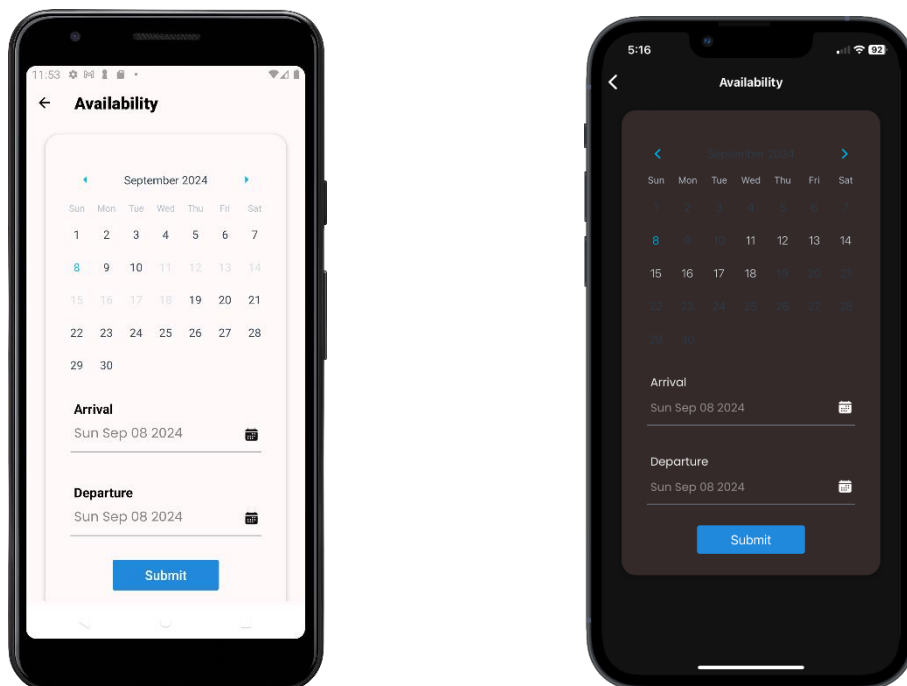 11:53
Availability
September 2024
Sun Mon Tue Wed Thu Fri Sat
1 2 3 4 5 6 7
8 9 10 11 12 13 14
15 16 17 18 19 20 21
22 23 24 25 26 27 28
29 30
Arrival
Sun Sep 08 2024
Departure
Sun Sep 08 2024
Submit
5:16
92
Availability
September 2024
Sun Mon Tue Wed Thu Fri Sat
1 2 3 4 5 6 7
8 9 10 11 12 13 14
15 16 17 18 19 20 21
22 23 24 25 26 27 28
29 30
Arrival
Sun Sep 08 2024
Departure
Sun Sep 08 2024
Submit